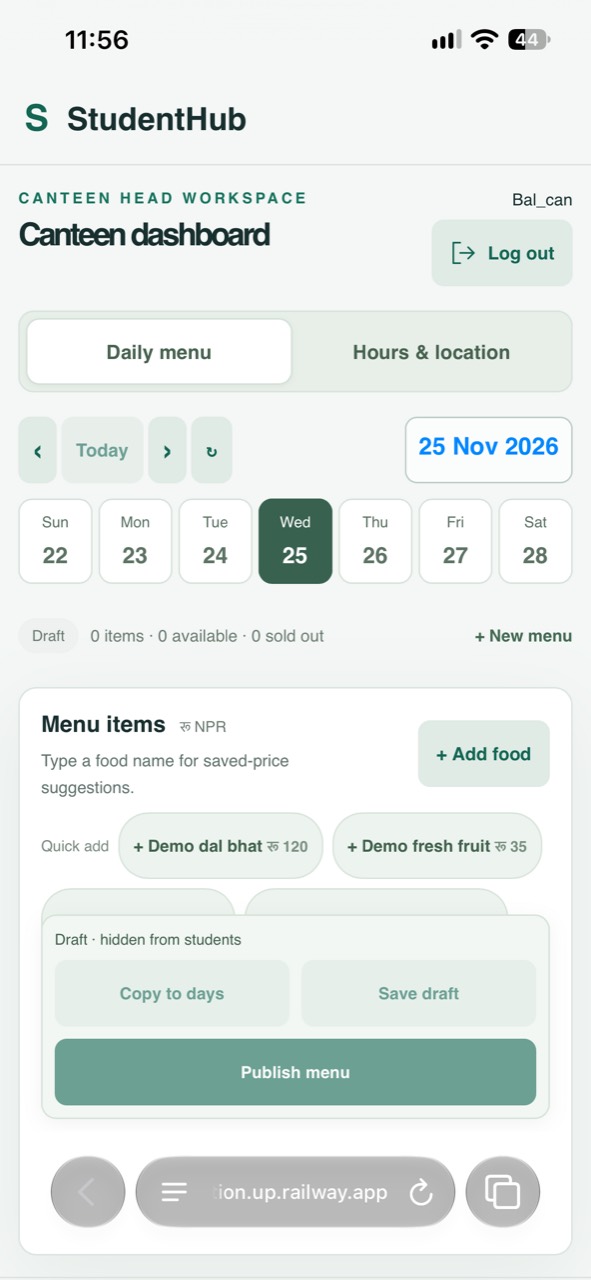 11:56
44
S StudentHub
CANTEEN HEAD WORKSPACE
Bal_can
Canteen dashboard
Log out
Daily menu
Hours & location
‹ Today › ↻
25 Nov 2026
Sun Mon Tue Wed Thu Fri Sat
22 23 24 25 26 27 28
Draft 0 items · 0 available · 0 sold out
+ New menu
Menu items रू NPR
Type a food name for saved-price
suggestions.
+ Add food
Quick add + Demo dal bhat रू 120 + Demo fresh fruit रू 35
Draft · hidden from students
Copy to days
Save draft
Publish menu
ion.up.railway.app